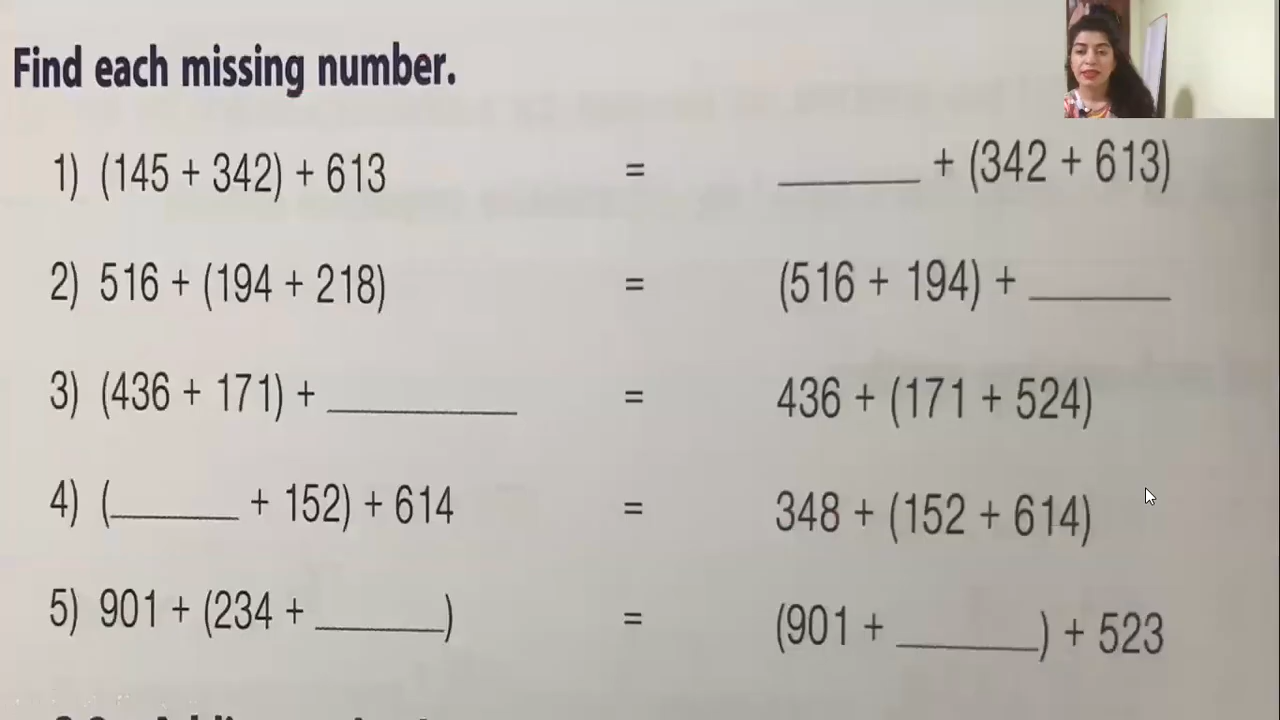 Find each missing number.
1) (145 + 342) + 613 = ______ + (342 + 613)
2) 516 + (194 + 218) = (516 + 194) + ______
3) (436 + 171) + ________ = 436 + (171 + 524)
4) (______ + 152) + 614 = 348 + (152 + 614)
5) 901 + (234 + ______) = (901 + ______) + 523